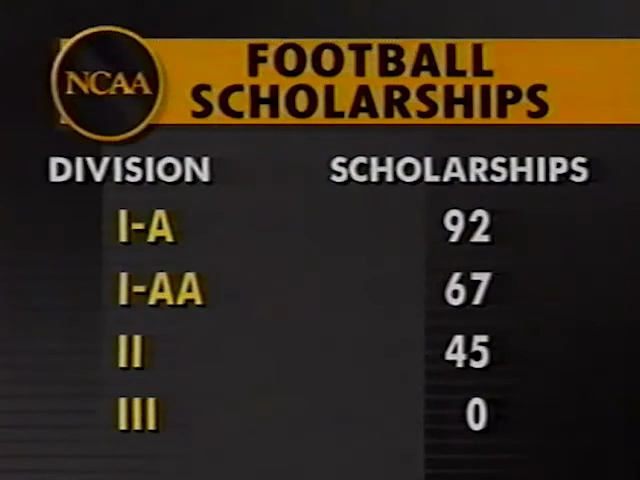 NCAA
FOOTBALL
SCHOLARSHIPS
DIVISION SCHOLARSHIPS
I-A 92
I-AA 67
II 45
III 0